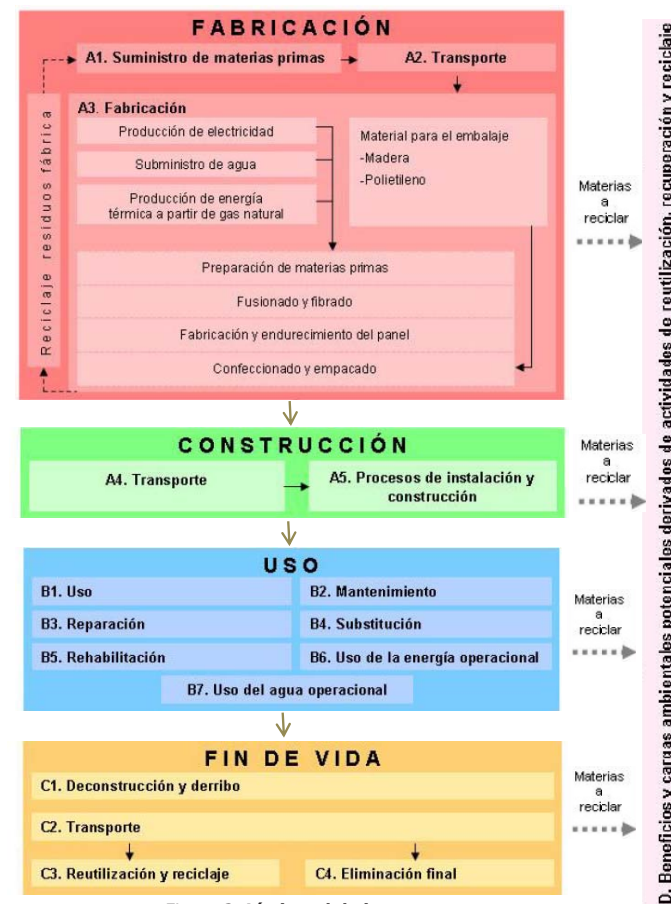 FABRICACIÓN
A1. Suministro de materias primas
A2. Transporte
A3. Fabricación
Producción de electricidad
Subministro de agua
Producción de energía
térmica a partir de gas natural
Material para el embalaje
-Madera
-Polietileno
Preparación de materias primas
Fusionado y fibrado
Fabricación y endurecimiento del panel
Confeccionado y empacado
Reciclaje residuos fábrica
Materias
a
reciclar
CONSTRUCCIÓN
A4. Transporte
A5. Procesos de instalación y
construcción
Materias
a
reciclar
USO
B1. Uso
B2. Mantenimiento
B3. Reparación
B4. Substitución
B5. Rehabilitación
B6. Uso de la energía operacional
B7. Uso del agua operacional
Materias
a
reciclar
FIN DE VIDA
C1. Deconstrucción y derribo
C2. Transporte
C3. Reutilización y reciclaje
C4. Eliminación final
Materias
a
reciclar
D. Beneficios y cargas ambientales potenciales derivados de actividades de reutilización, recuperación y reciclaje